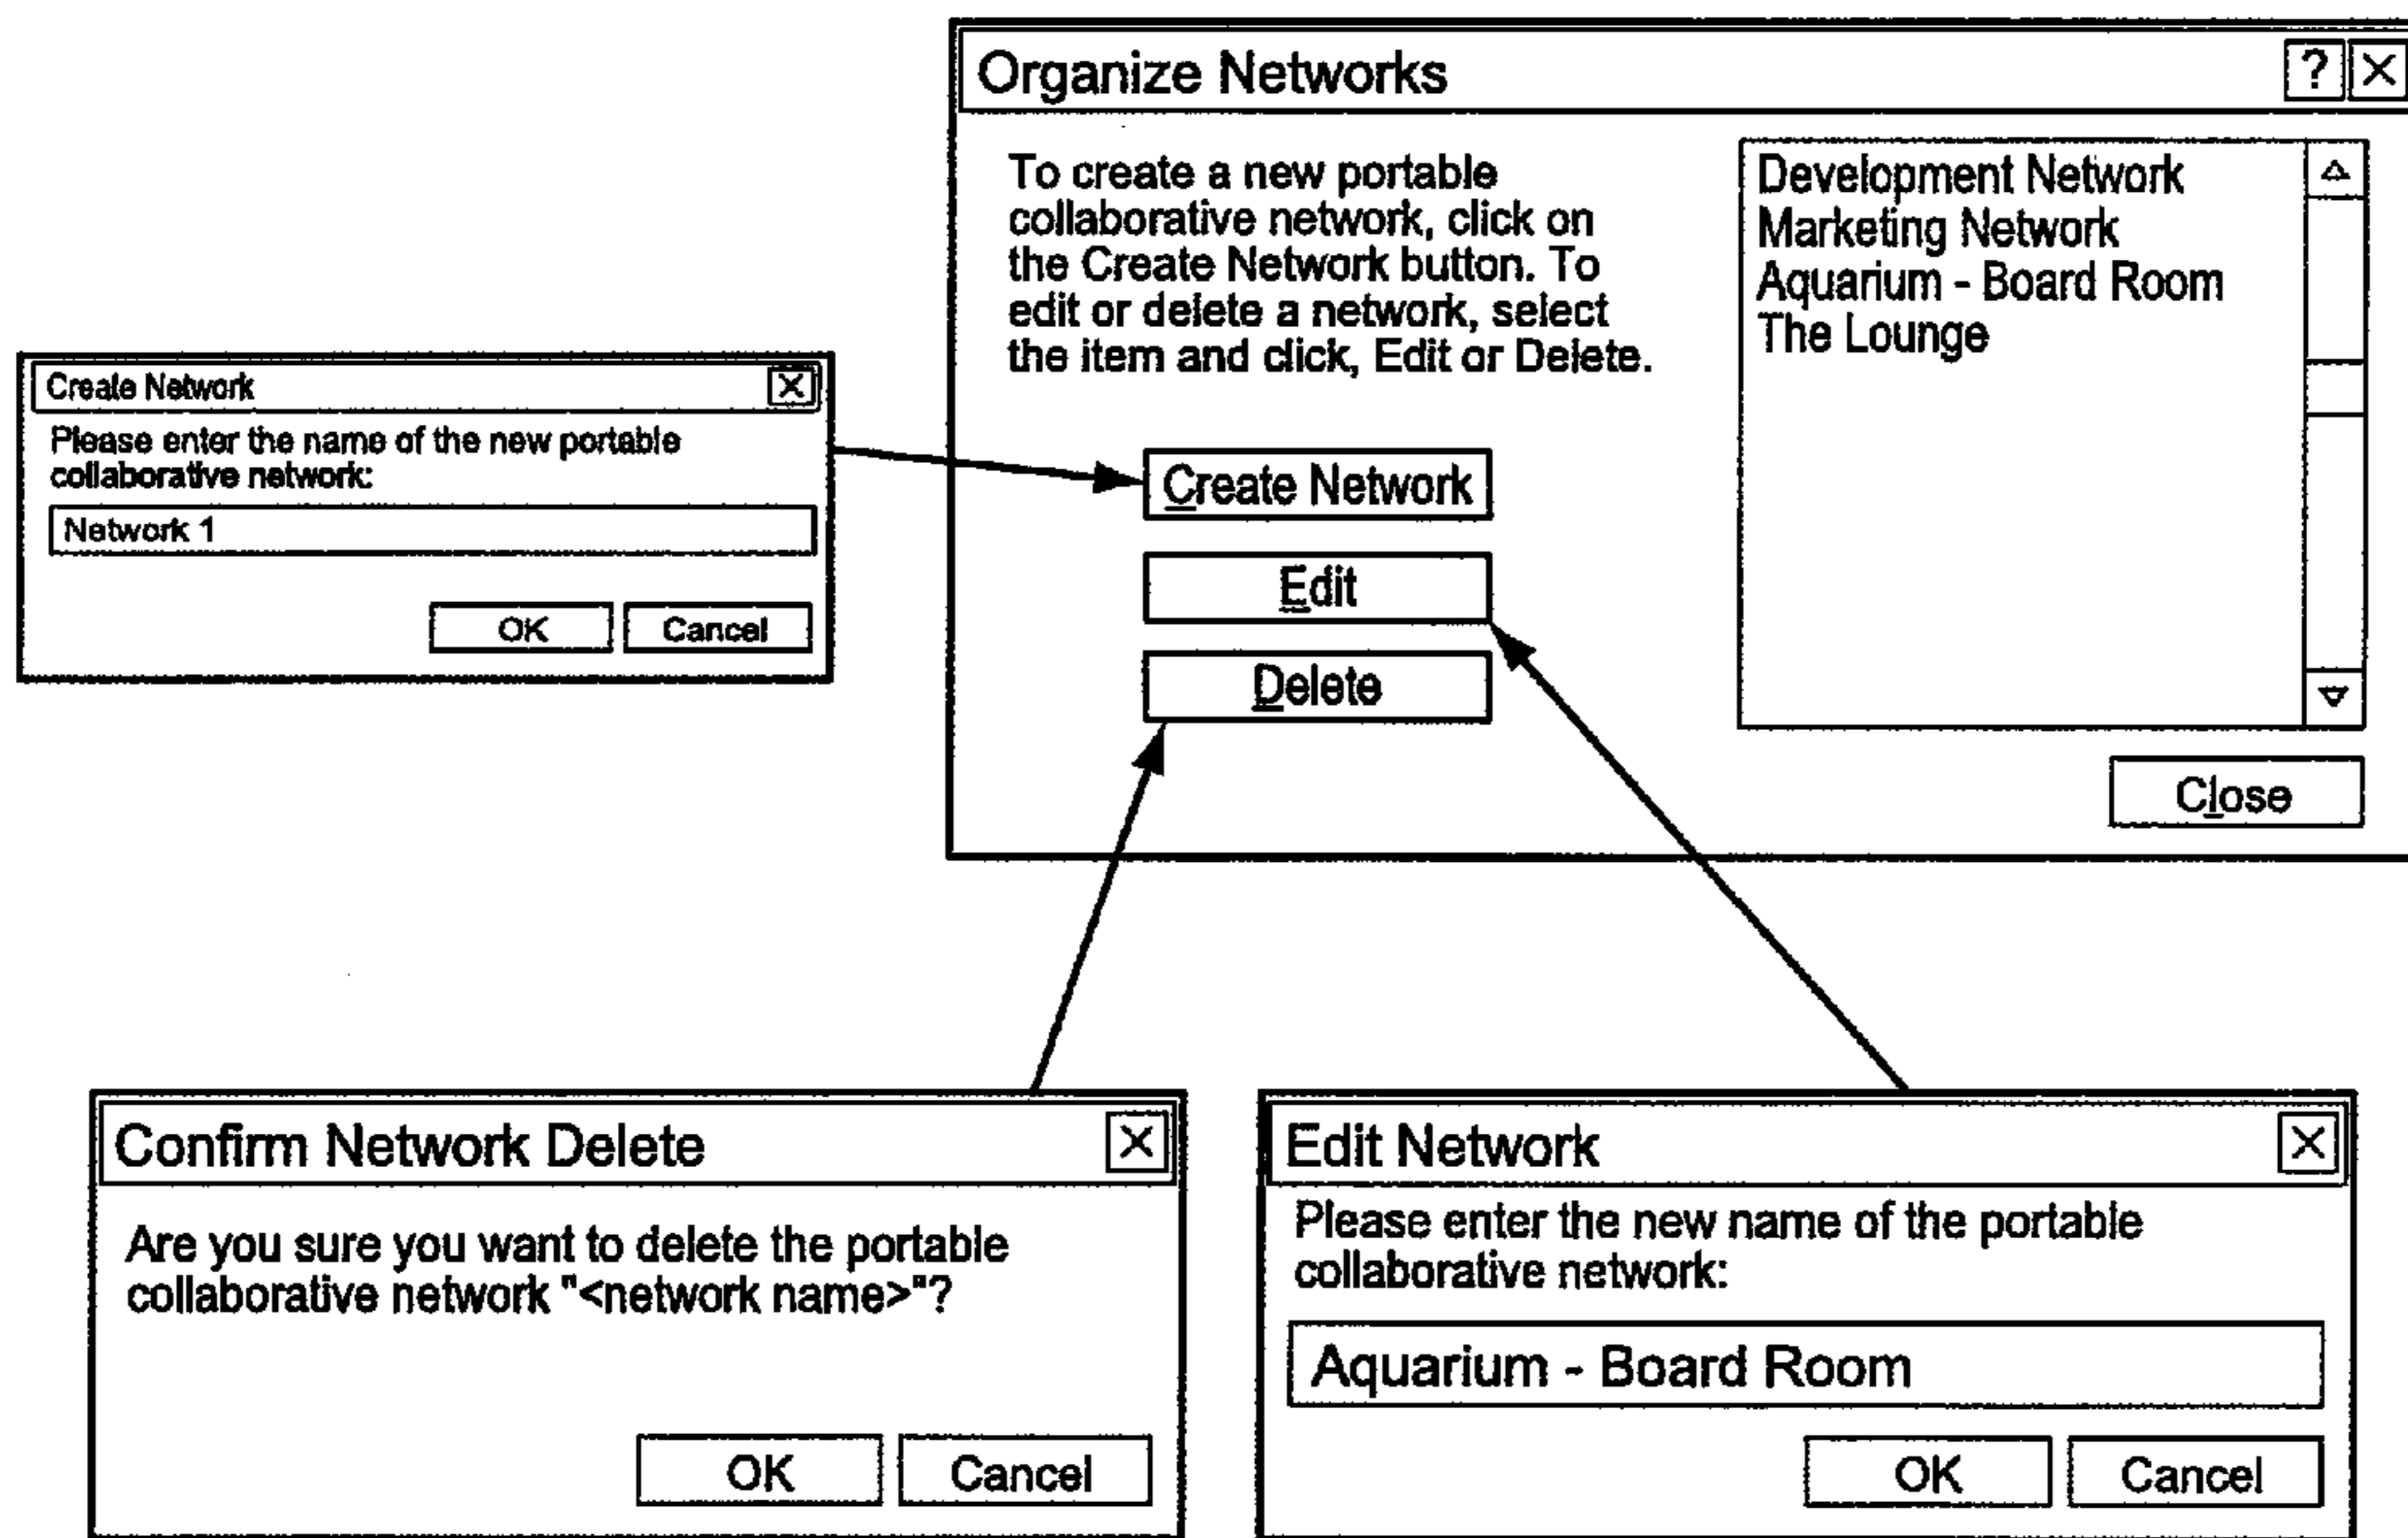 Organize Networks
?
To create a new portable
collaborative network, click on
the Create Network button. To
edit or delete a network, select
the item and click, Edit or Delete.
Development Network
Marketing Network
Aquarium - Board Room
The Lounge
Create Network
Edit
Delete
Close
Create Network
Please enter the name of the new portable
collaborative network:
Network 1
OK Cancel
Confirm Network Delete
Are you sure you want to delete the portable
collaborative network "<network name>"?
OK Cancel
Edit Network
Please enter the new name of the portable
collaborative network:
Aquarium - Board Room
OK Cancel